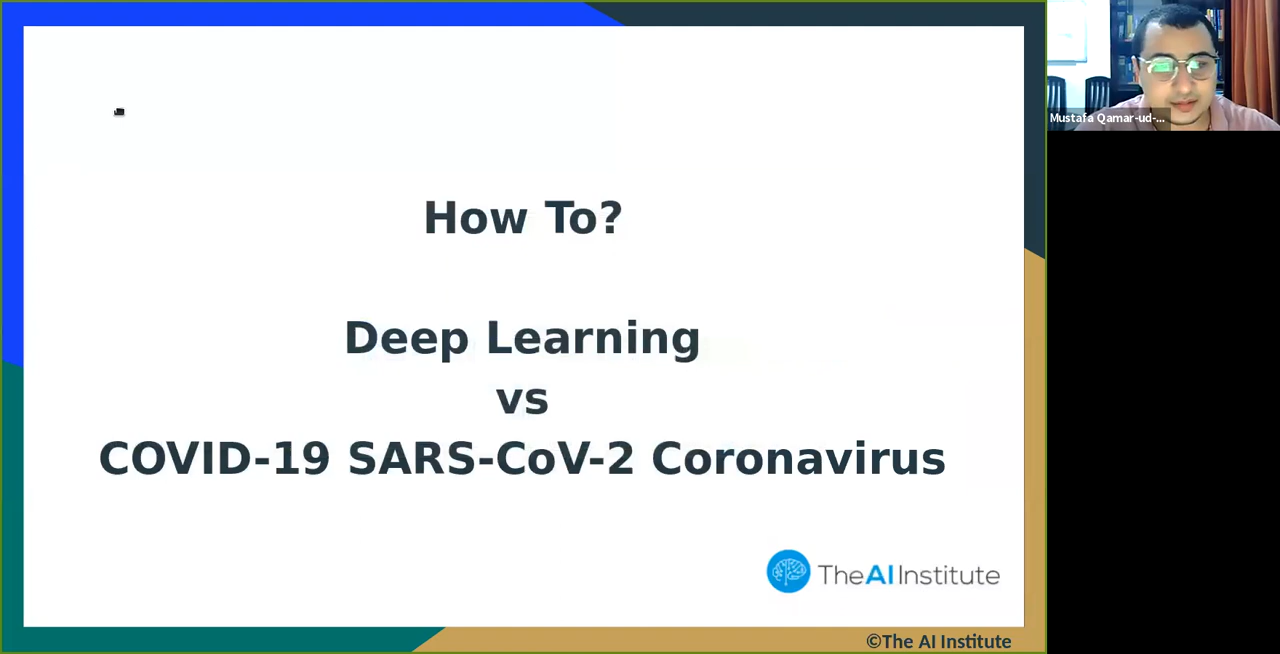 How To?
Deep Learning
vs
COVID-19 SARS-CoV-2 Coronavirus
TheAIInstitute
©The AI Institute
Mustafa Qamar-ud-...